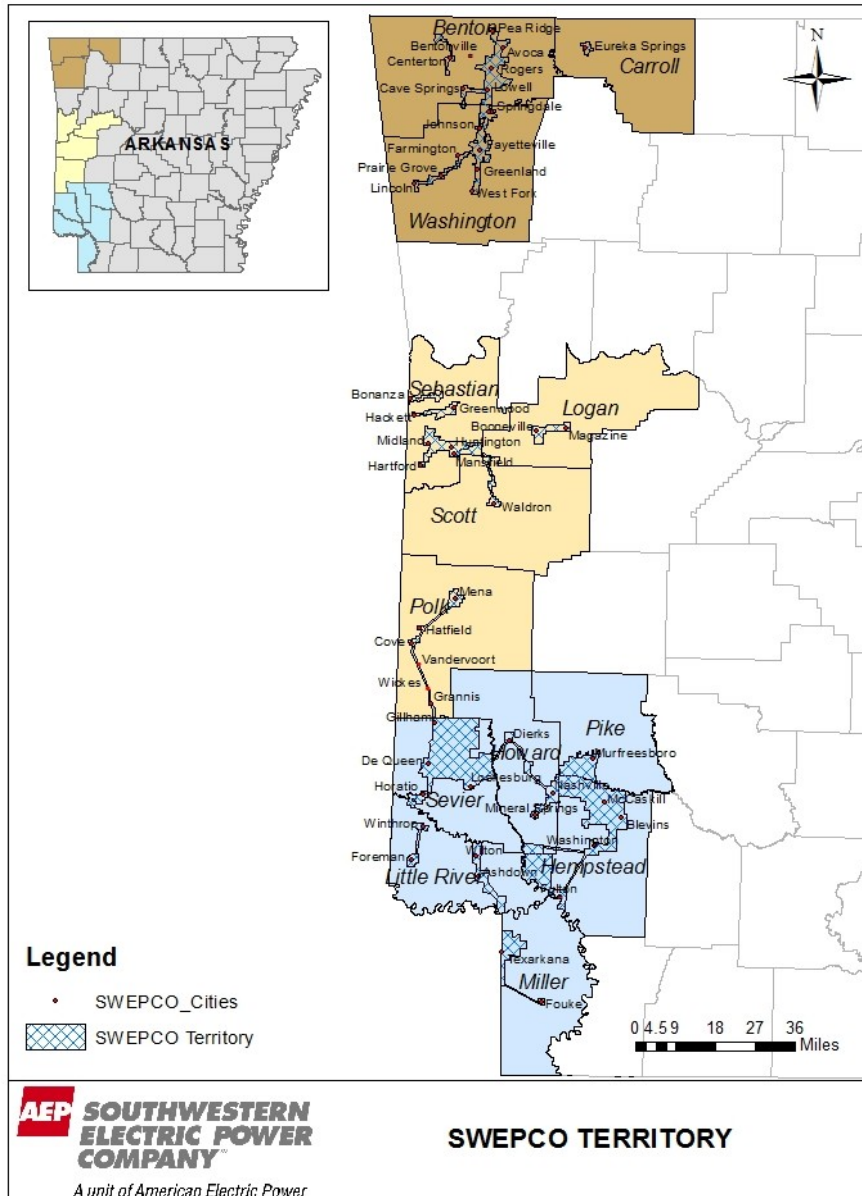 ARKANSAS
N
Benton
Pea Ridge
Bentonville
Avoca
Centerton
Rogers
Eureka Springs
Carroll
Cave Springs
Lowell
Springdale
Johnson
Farmington
Fayetteville
Prairie Grove
Greenland
Lincoln
West Fork
Washington
Sebastian
Bonanza
Greenwood
Hackett
Logan
Booneville
Magazine
Midland
Huntington
Hartford
Mansfield
Waldron
Scott
Mena
Polk
Hatfield
Cove
Vandervoort
Wickes
Grannis
Gillham
Pike
Dierks
Howard
Murfreesboro
De Queen
Lockesburg
Nashville
Horatio
Sevier
McCaskill
Mineral Springs
Blevins
Winthrop
Washington
Wilton
Foreman
Hempstead
Little River
Ashdown
Fulton
Texarkana
Miller
Fouke
Legend
SWEPCO_Cities
SWEPCO Territory
0 4.5 9 18 27 36
Miles
AEP SOUTHWESTERN
ELECTRIC POWER
COMPANY
A unit of American Electric Power
SWEPCO TERRITORY